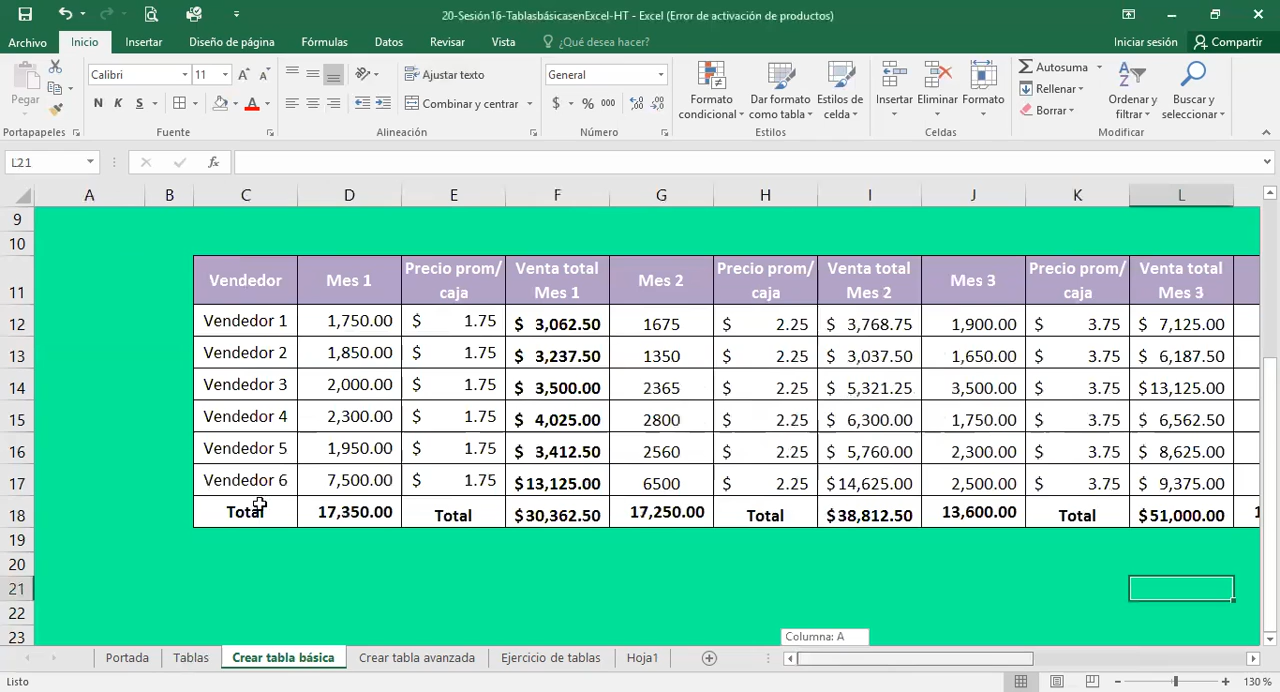 20-Sesión16-TablasbásicasenExcel-HT - Excel (Error de activación de productos)
Archivo Inicio Insertar Diseño de página Fórmulas Datos Revisar Vista ¿Qué desea hacer? Iniciar sesión Compartir
Pegar Calibri 11 N K S Ajustar texto Combinar y centrar General $ % 000 Formato condicional Dar formato como tabla Estilos de celda Insertar Eliminar Formato Autosuma Rellenar Borrar Ordenar y filtrar Buscar y seleccionar
Portapapeles Fuente Alineación Número Estilos Celdas Modificar
L21 fx
A B C D E F G H I J K L
9
10
11 Vendedor Mes 1 Precio prom/ caja Venta total Mes 1 Mes 2 Precio prom/ caja Venta total Mes 2 Mes 3 Precio prom/ caja Venta total Mes 3
12 Vendedor 1 1,750.00 $ 1.75 $ 3,062.50 1675 $ 2.25 $ 3,768.75 1,900.00 $ 3.75 $ 7,125.00
13 Vendedor 2 1,850.00 $ 1.75 $ 3,237.50 1350 $ 2.25 $ 3,037.50 1,650.00 $ 3.75 $ 6,187.50
14 Vendedor 3 2,000.00 $ 1.75 $ 3,500.00 2365 $ 2.25 $ 5,321.25 3,500.00 $ 3.75 $13,125.00
15 Vendedor 4 2,300.00 $ 1.75 $ 4,025.00 2800 $ 2.25 $ 6,300.00 1,750.00 $ 3.75 $ 6,562.50
16 Vendedor 5 1,950.00 $ 1.75 $ 3,412.50 2560 $ 2.25 $ 5,760.00 2,300.00 $ 3.75 $ 8,625.00
17 Vendedor 6 7,500.00 $ 1.75 $13,125.00 6500 $ 2.25 $14,625.00 2,500.00 $ 3.75 $ 9,375.00
18 Total 17,350.00 Total $30,362.50 17,250.00 Total $38,812.50 13,600.00 Total $51,000.00
19
20
21
22
23
Columna: A
Portada Tablas Crear tabla básica Crear tabla avanzada Ejercicio de tablas Hoja1
Listo 130 %